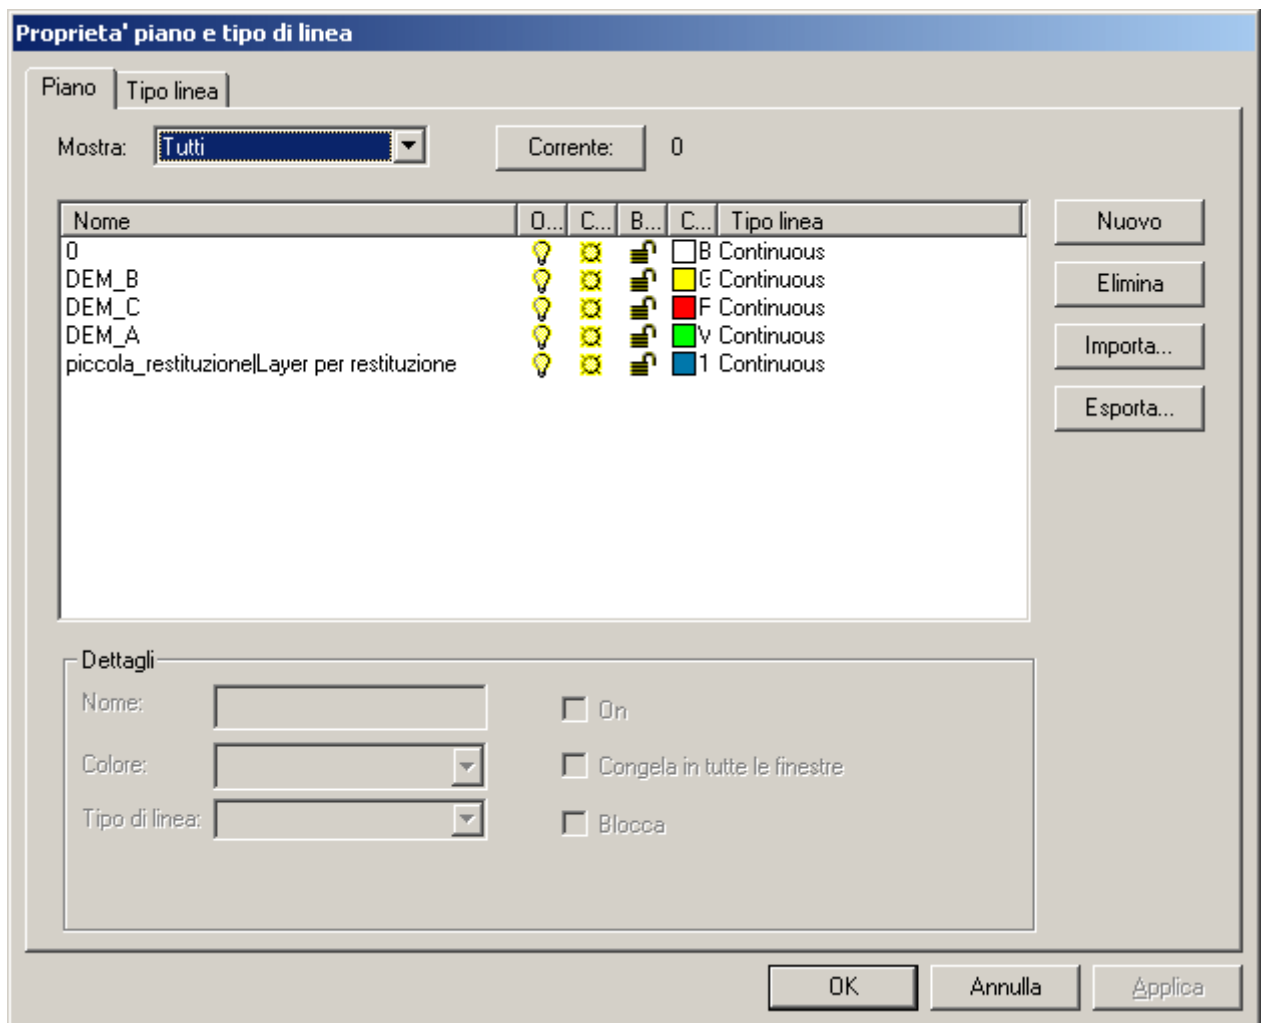 Proprieta' piano e tipo di linea
Piano Tipo linea
Mostra: Tutti Corrente: 0
Nome O... C... B... C... Tipo linea
0 B Continuous
DEM_B G Continuous
DEM_C F Continuous
DEM_A V Continuous
piccola_restituzione|Layer per restituzione 1 Continuous
Nuovo
Elimina
Importa...
Esporta...
Dettagli
Nome: On
Colore: Congela in tutte le finestre
Tipo di linea: Blocca
OK Annulla Applica